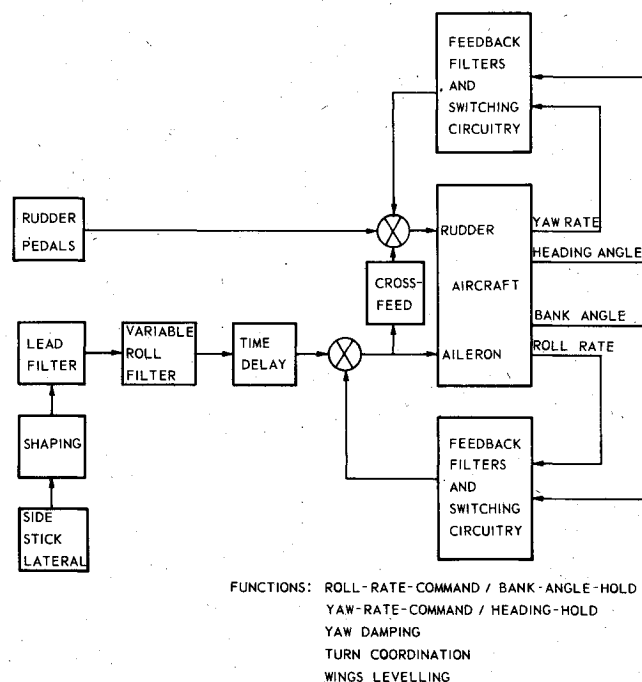 FEEDBACK
FILTERS
AND
SWITCHING
CIRCUITRY
RUDDER
PEDALS
RUDDER
YAW RATE
HEADING ANGLE
CROSS-
FEED
AIRCRAFT
BANK ANGLE
ROLL RATE
LEAD
FILTER
VARIABLE
ROLL
FILTER
TIME
DELAY
AILERON
SHAPING
FEEDBACK
FILTERS
AND
SWITCHING
CIRCUITRY
SIDE
STICK
LATERAL
FUNCTIONS: ROLL-RATE-COMMAND / BANK-ANGLE-HOLD
YAW-RATE-COMMAND / HEADING-HOLD
YAW DAMPING
TURN COORDINATION
WINGS LEVELLING